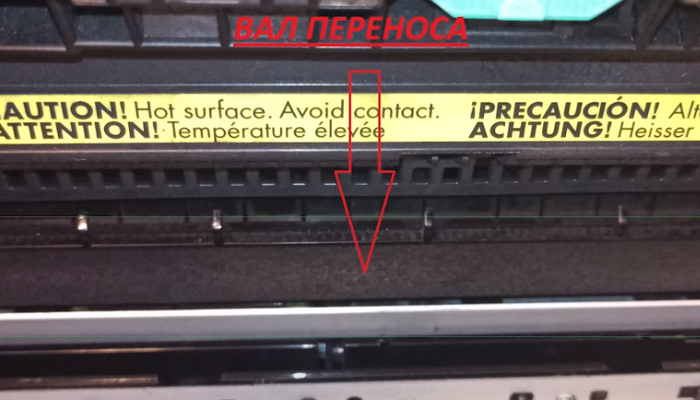 ВАЛ ПЕРЕНОСА
AUTION! Hot surface. Avoid contact.
ATTENTION! Température élevée
¡PRECAUCIÓN! Alt
ACHTUNG! Heisser